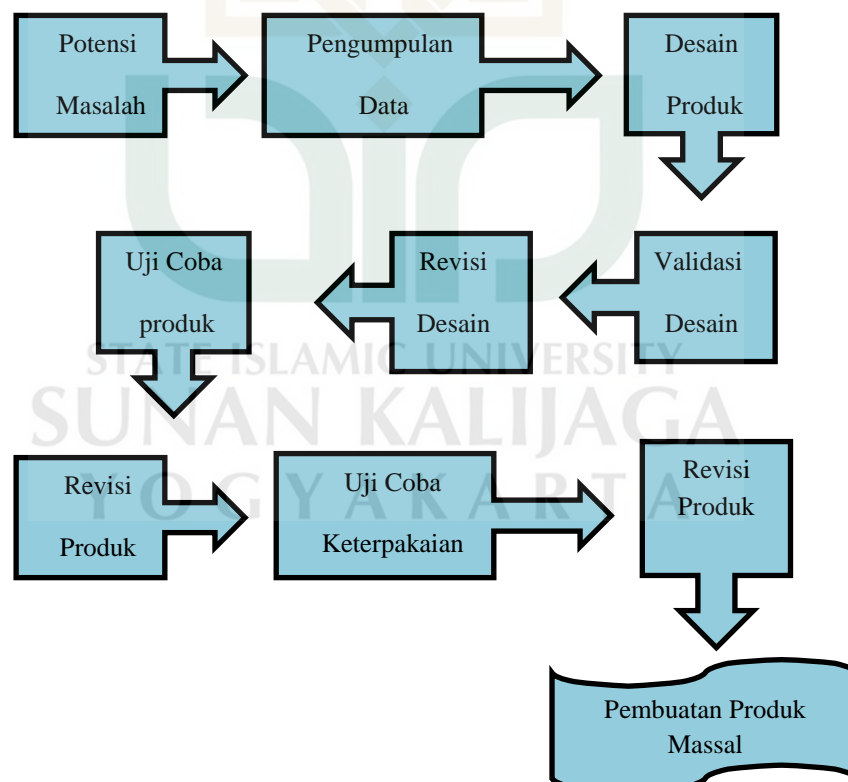 Potensi
Masalah
Pengumpulan
Data
Desain
Produk
Validasi
Desain
Revisi
Desain
Uji Coba
produk
STATE ISLAMIC UNIVERSITY
SUNAN KALIJAGA
YOGYAKARTA
Revisi
Produk
Uji Coba
Keterpakaian
Revisi
Produk
Pembuatan Produk
Massal